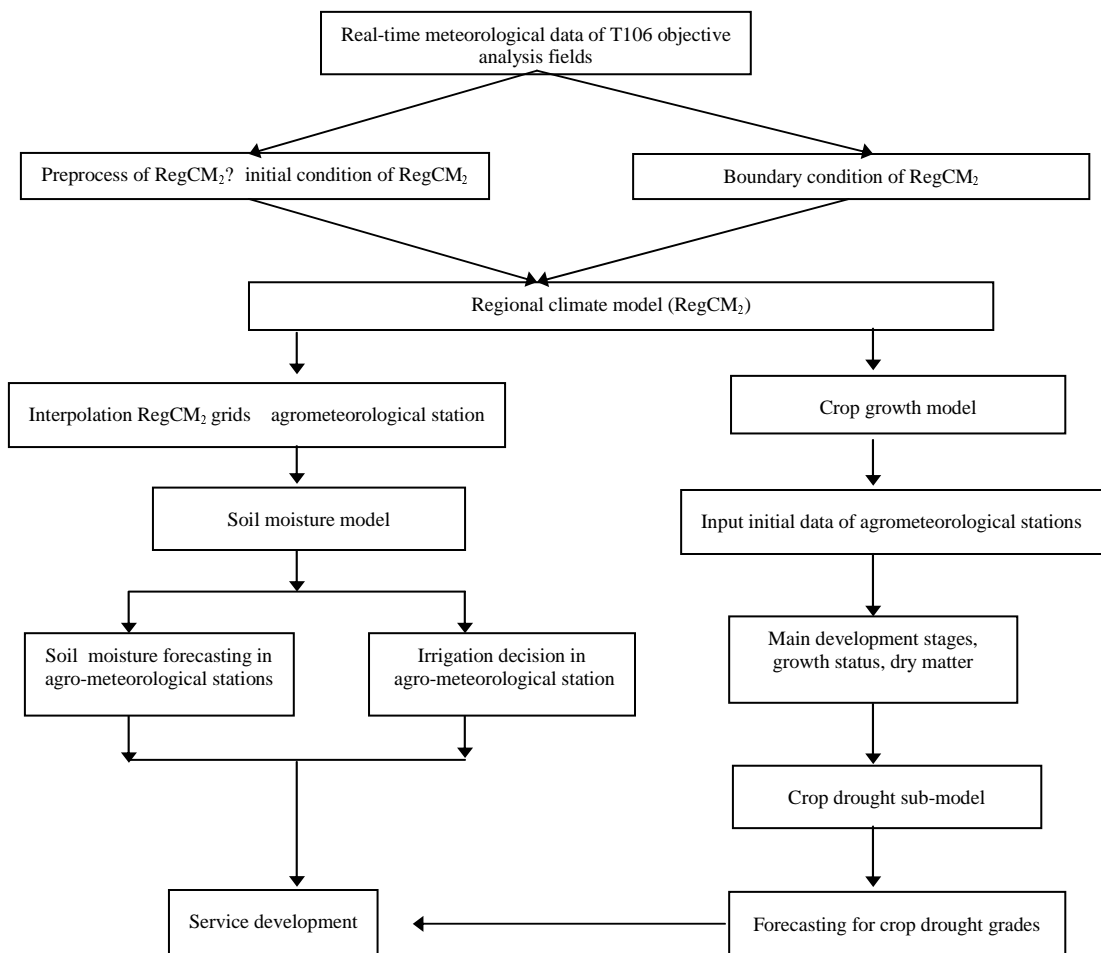 Real-time meteorological data of T106 objective
analysis fields
Preprocess of RegCM₂? initial condition of RegCM₂
Boundary condition of RegCM₂
Regional climate model (RegCM₂)
Interpolation RegCM₂ grids agrometeorological station
Crop growth model
Soil moisture model
Input initial data of agrometeorological stations
Soil moisture forecasting in
agro-meteorological stations
Irrigation decision in
agro-meteorological station
Main development stages,
growth status, dry matter
Crop drought sub-model
Service development
Forecasting for crop drought grades